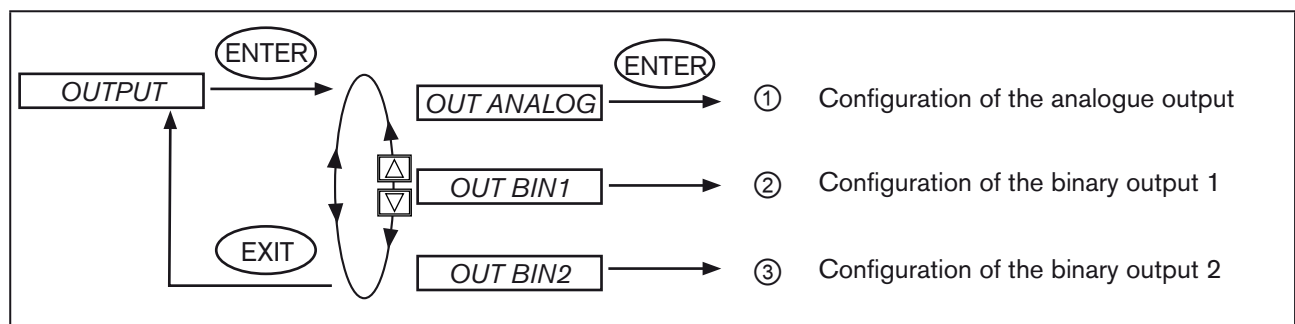 ENTER
OUTPUT
ENTER
OUT ANALOG
① Configuration of the analogue output
OUT BIN1
② Configuration of the binary output 1
EXIT
OUT BIN2
③ Configuration of the binary output 2